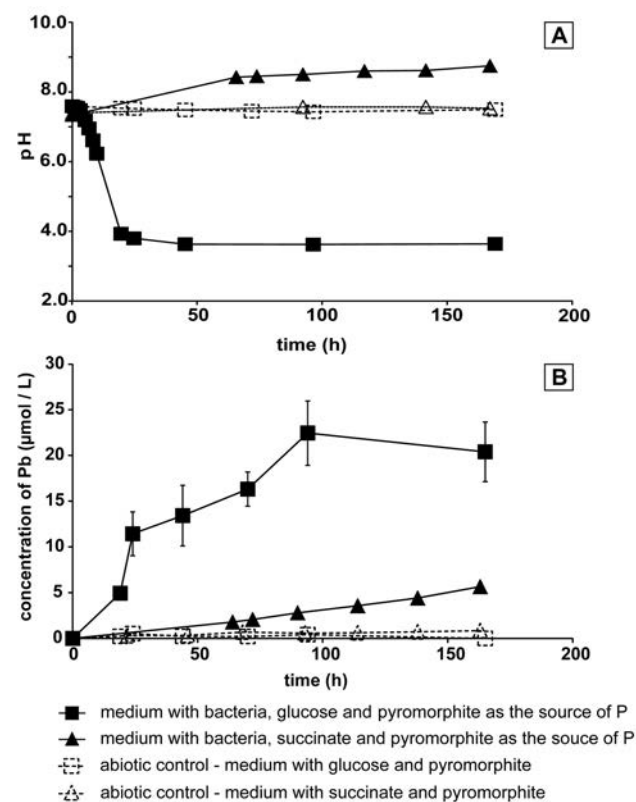 A
10.0
8.0
6.0
4.0
2.0
pH
0
50
100
150
200
time (h)
B
30
25
20
15
10
5
0
concentration of Pb (µmol / L)
0
50
100
150
200
time (h)
medium with bacteria, glucose and pyromorphite as the source of P
medium with bacteria, succinate and pyromorphite as the souce of P
abiotic control - medium with glucose and pyromorphite
abiotic control - medium with succinate and pyromorphite